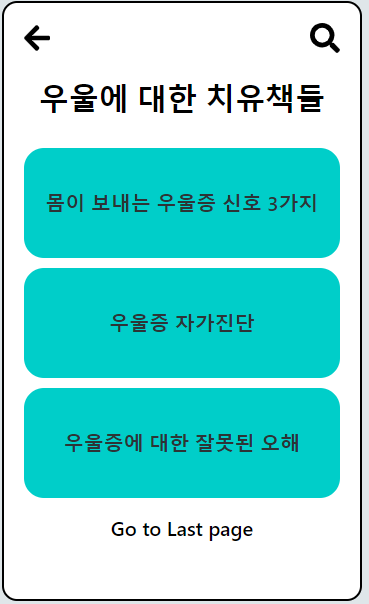 우울에 대한 치유책들
몸이 보내는 우울증 신호 3가지
우울증 자가진단
우울증에 대한 잘못된 오해
Go to Last page